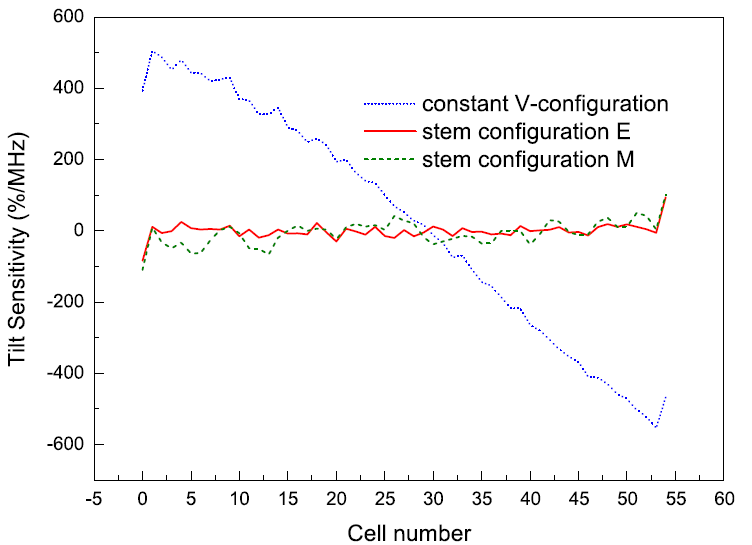 600
400
200
0
-200
-400
-600
Tilt Sensitivity (%/MHz)
constant V-configuration
stem configuration E
stem configuration M
-5 0 5 10 15 20 25 30 35 40 45 50 55 60
Cell number